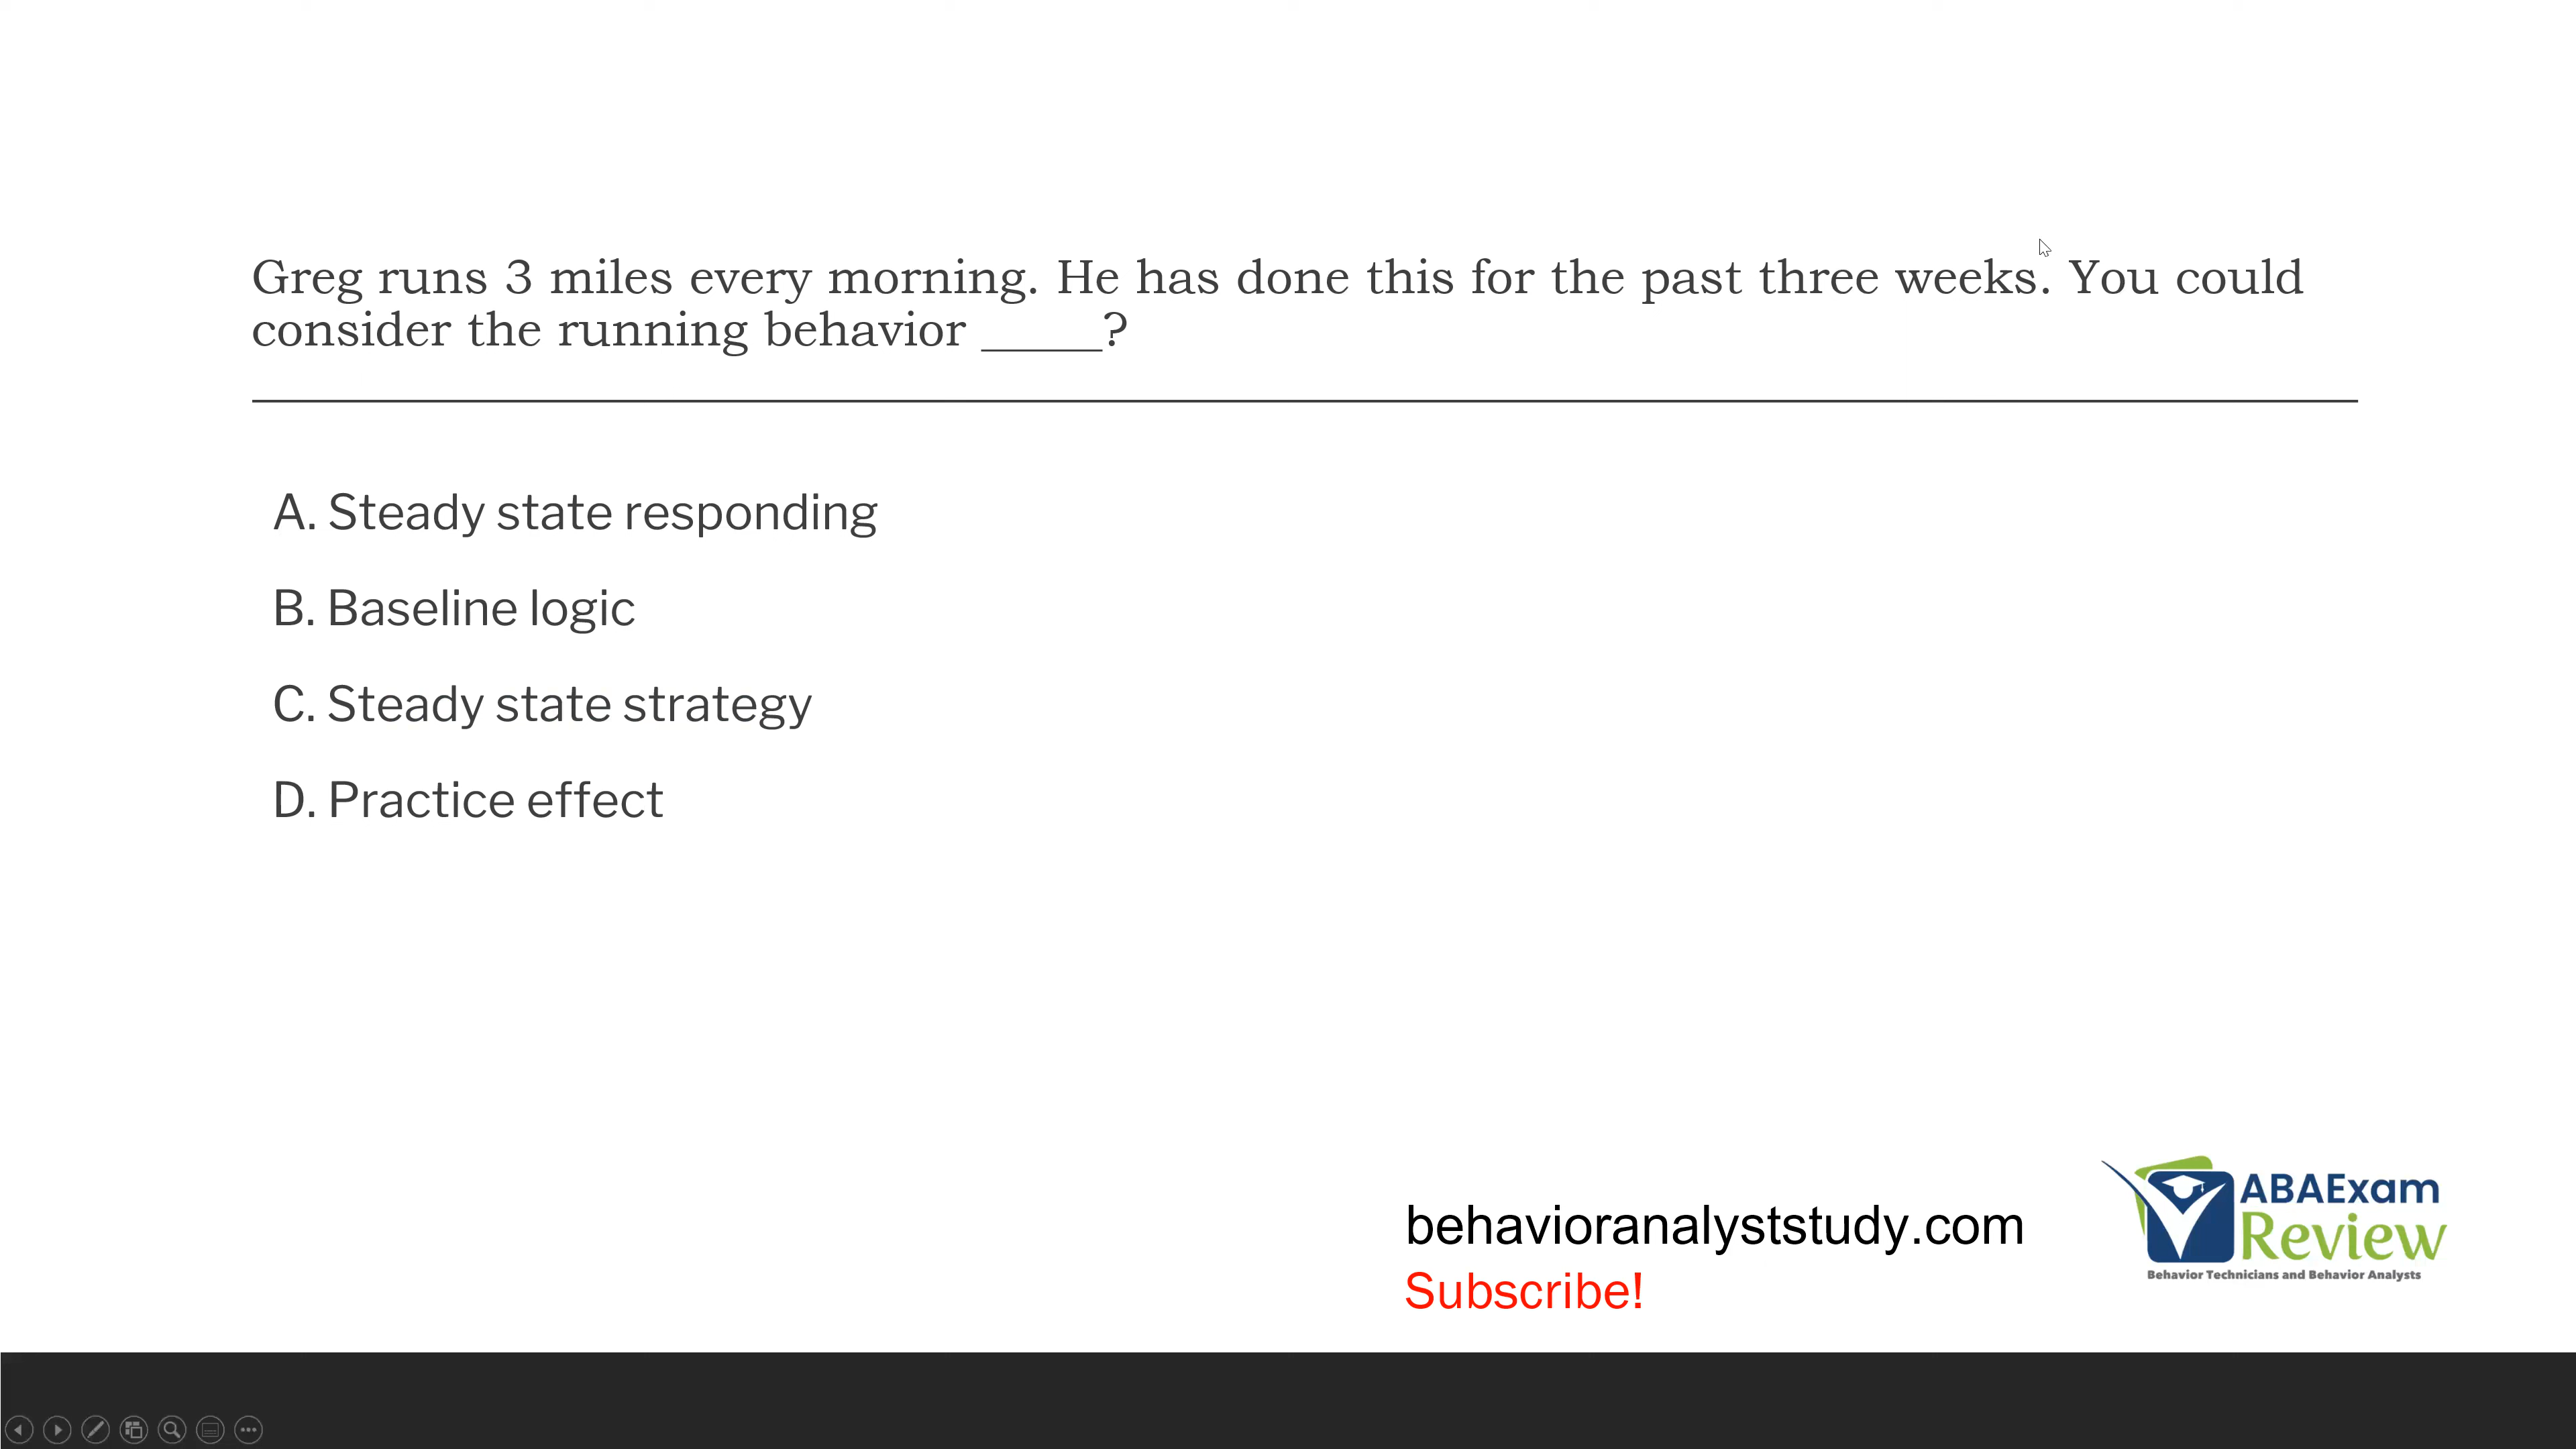 Greg runs 3 miles every morning. He has done this for the past three weeks. You could
consider the running behavior _____?
A. Steady state responding
B. Baseline logic
C. Steady state strategy
D. Practice effect
behavioranalyststudy.com
Subscribe!
ABAExam
Review
Behavior Technicians and Behavior Analysts